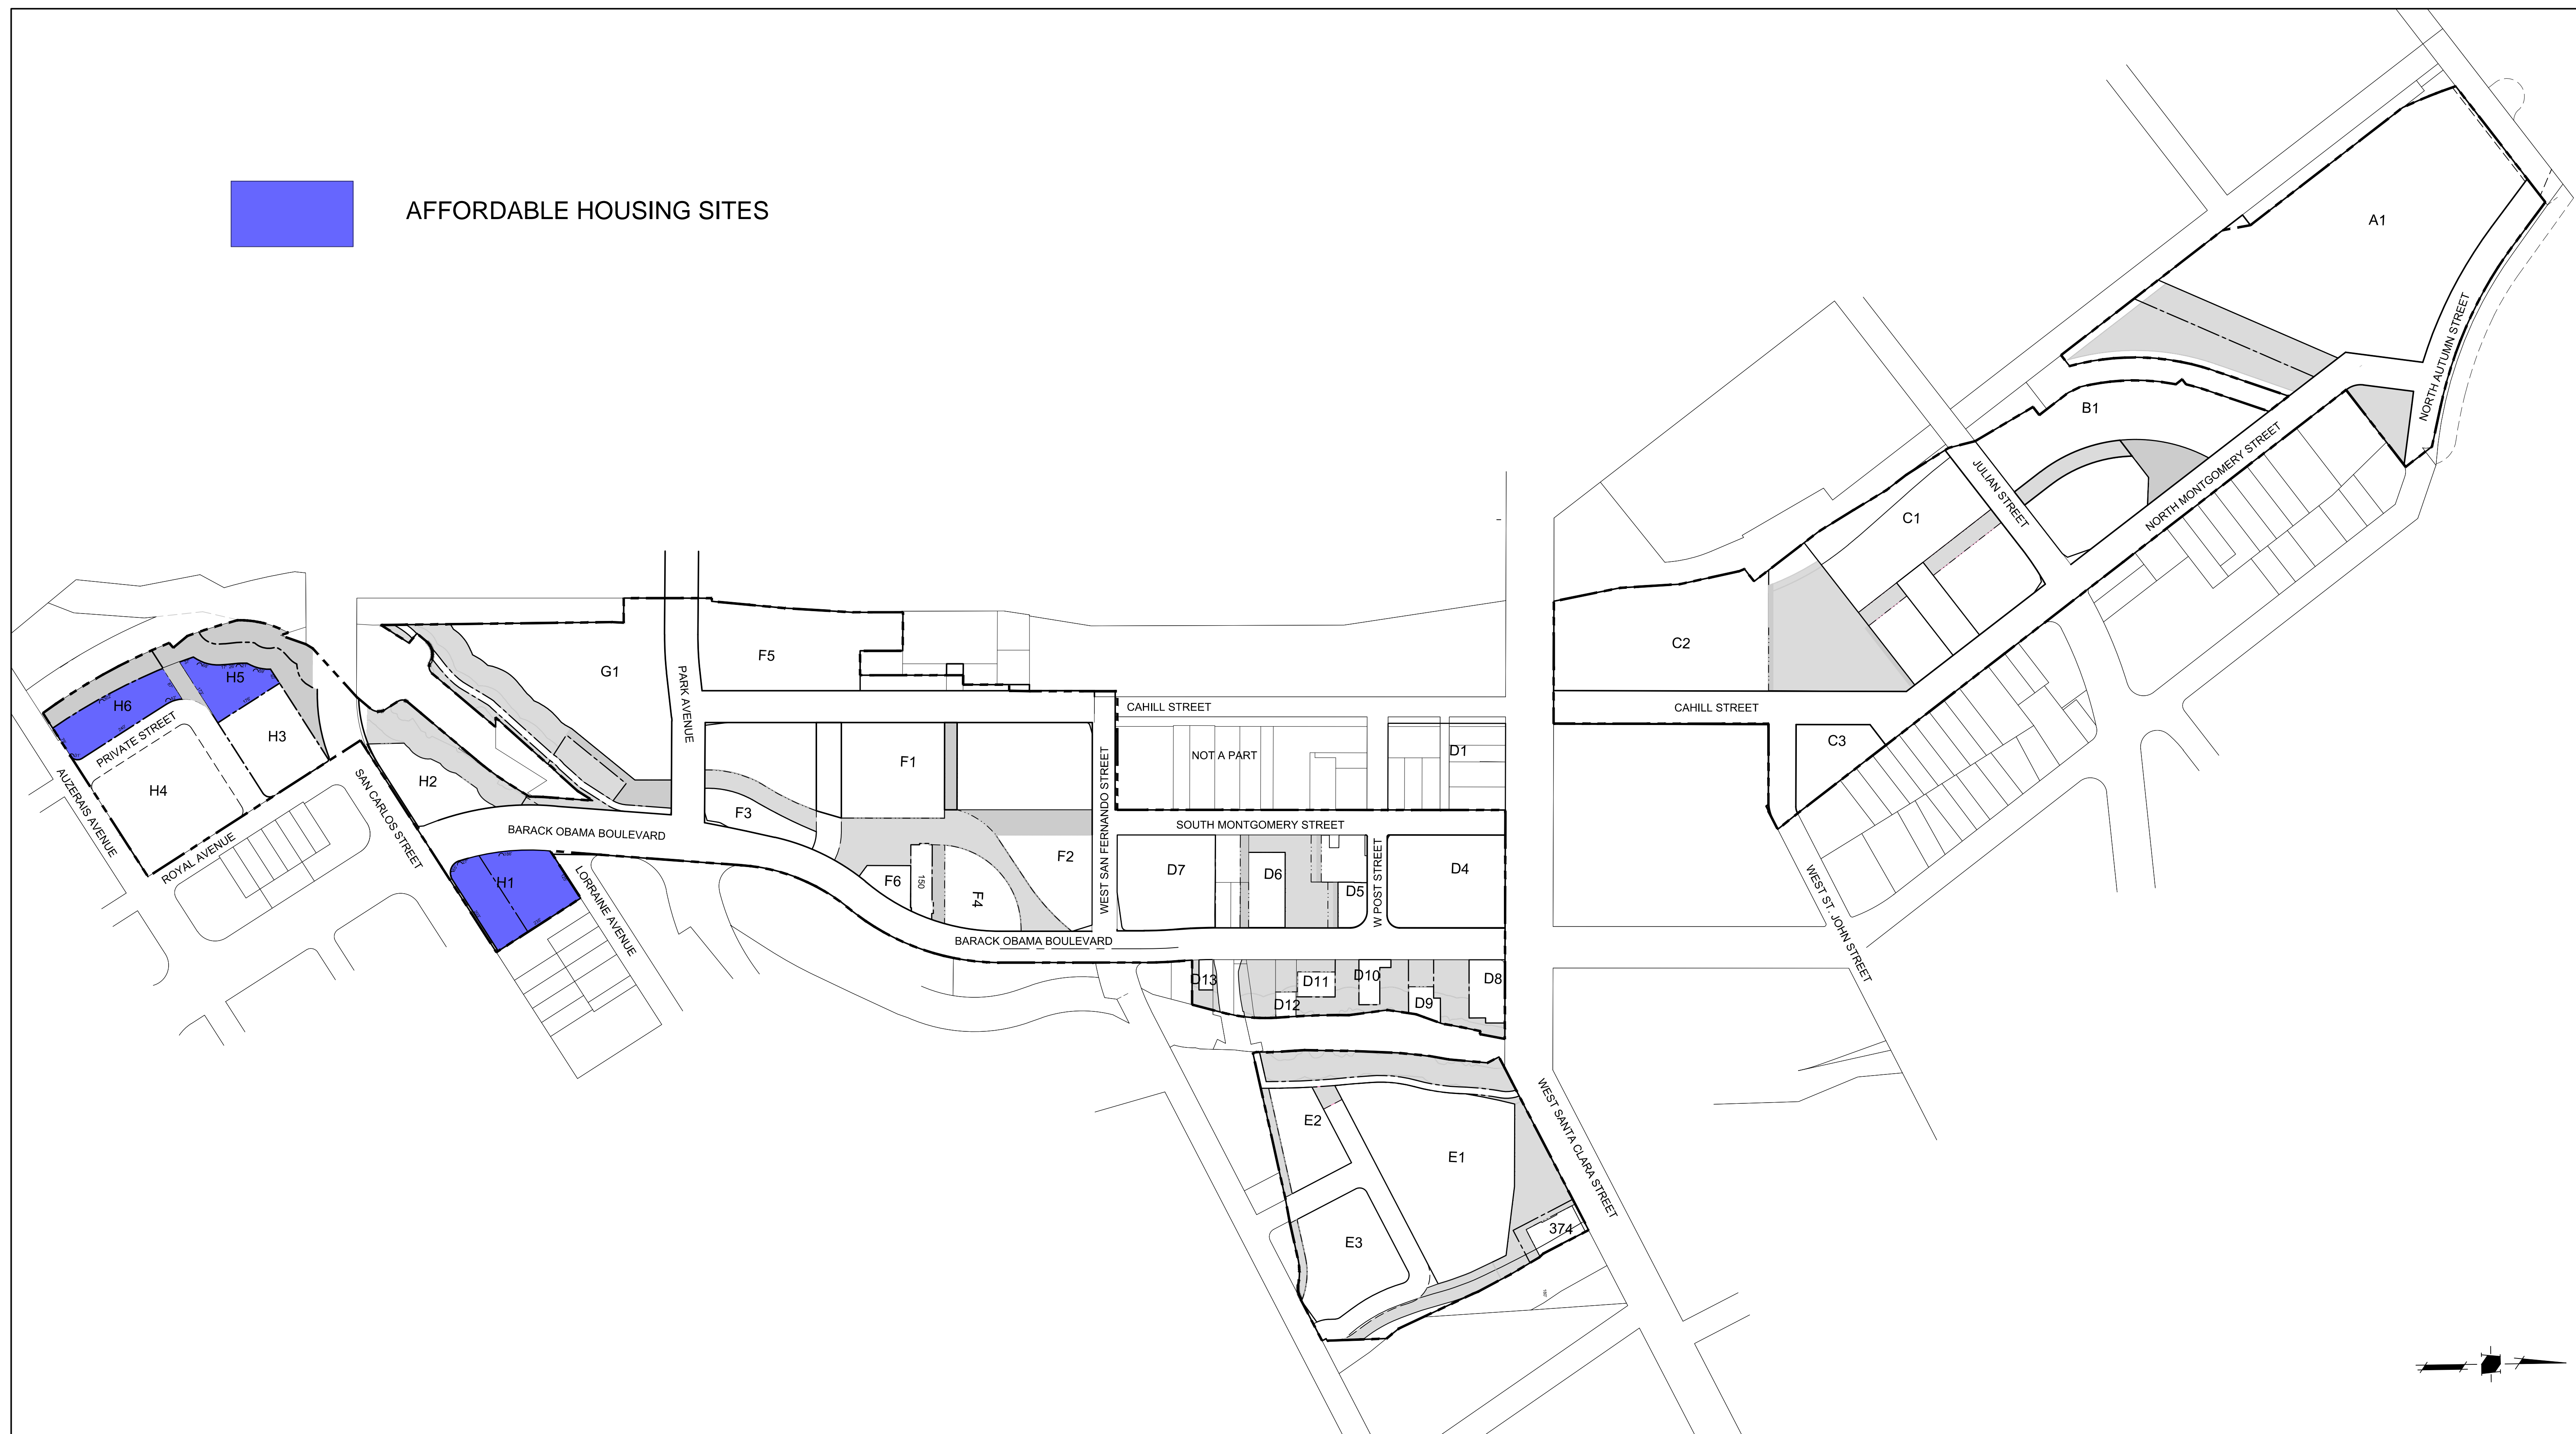 AFFORDABLE HOUSING SITES
A1
NORTH AUTUMN STREET
B1
NORTH MONTGOMERY STREET
JULIAN STREET
C1
C2
CAHILL STREET
C3
WEST ST. JOHN STREET
G1
PARK AVENUE
F5
H5
H6
PRIVATE STREET
H3
H4
AUZERAIS AVENUE
ROYAL AVENUE
SAN CARLOS STREET
H2
BARACK OBAMA BOULEVARD
H1
LORRAINE AVENUE
F1
F3
F2
F6
150
F4
WEST SAN FERNANDO STREET
BARACK OBAMA BOULEVARD
CAHILL STREET
NOT A PART
D1
SOUTH MONTGOMERY STREET
W POST STREET
D7
D6
D5
D4
D13
D12
D11
D10
D9
D8
E2
E1
E3
374
WEST SANTA CLARA STREET